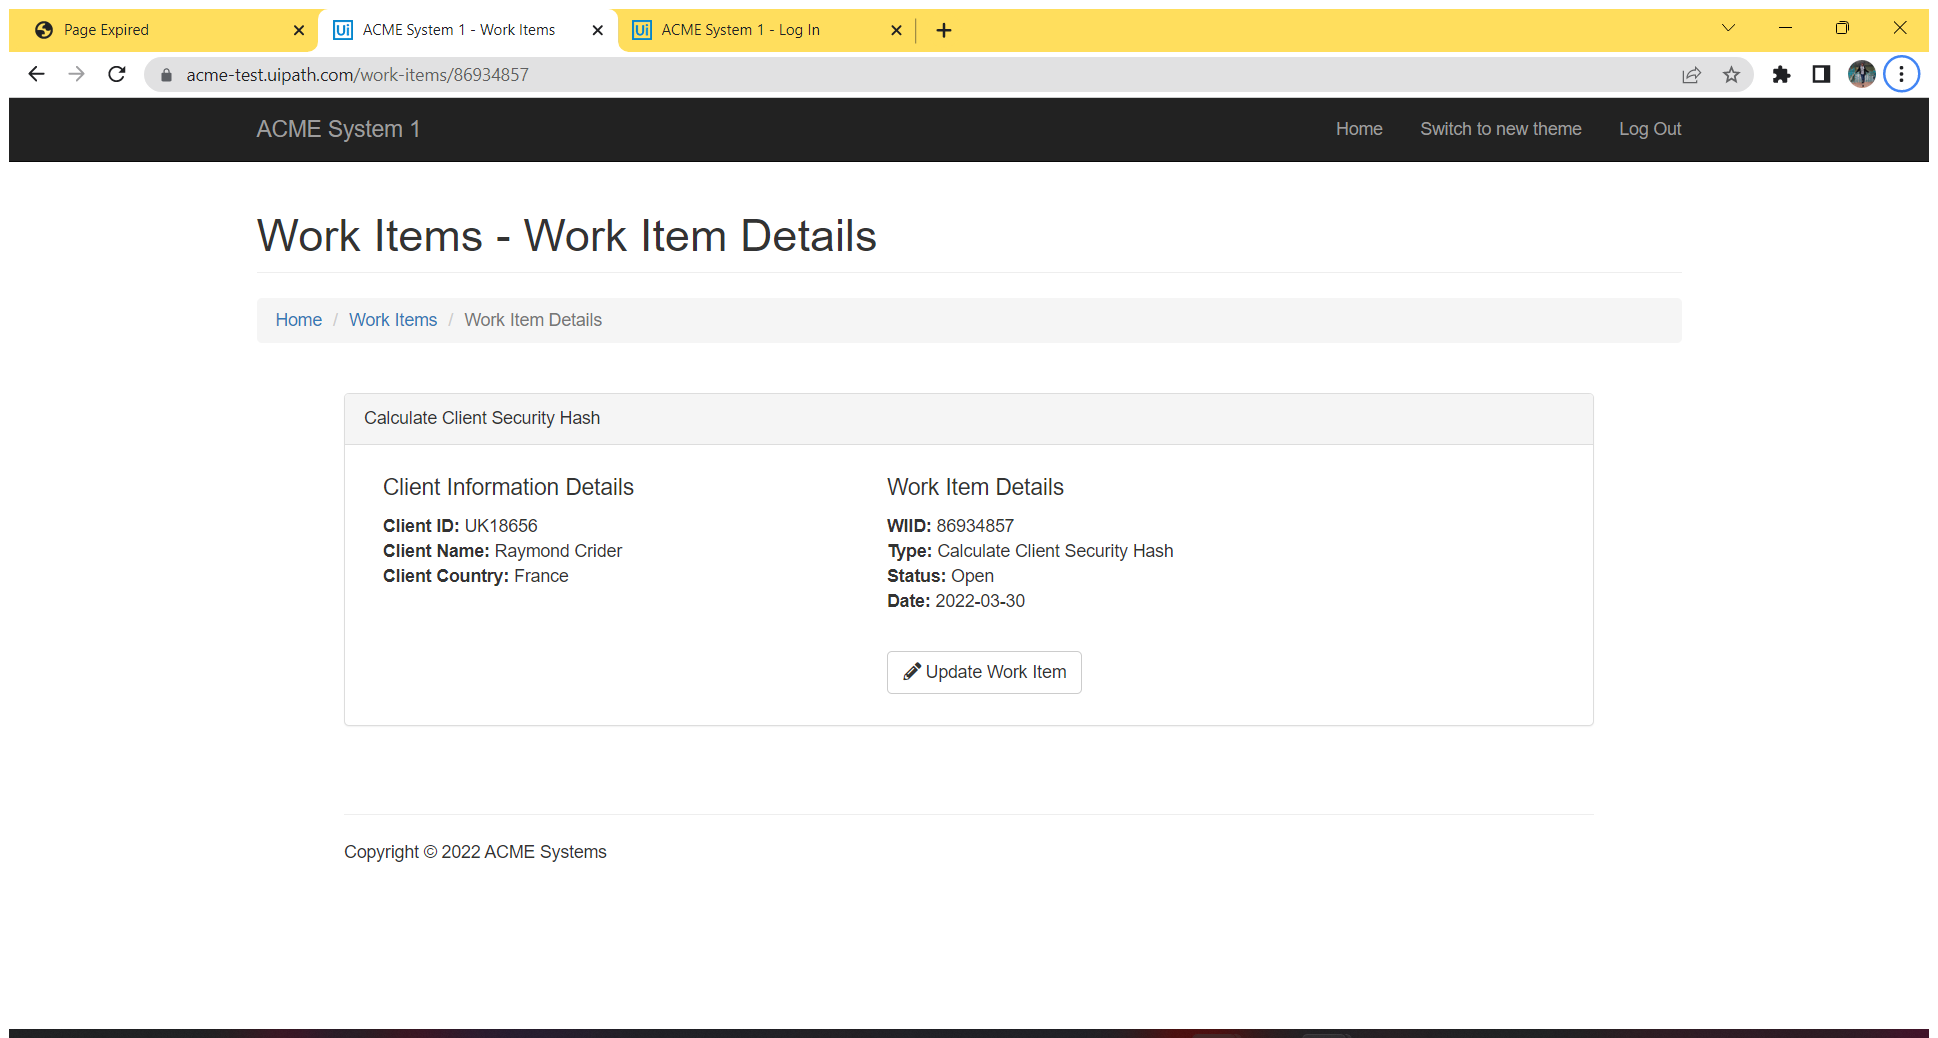 Page Expired
Ui ACME System 1 - Work Items
Ui ACME System 1 - Log In
acme-test.uipath.com/work-items/86934857
ACME System 1
Home Switch to new theme Log Out
Work Items - Work Item Details
Home / Work Items / Work Item Details
Calculate Client Security Hash
Client Information Details
Client ID: UK18656
Client Name: Raymond Crider
Client Country: France
Work Item Details
WIID: 86934857
Type: Calculate Client Security Hash
Status: Open
Date: 2022-03-30
Update Work Item
Copyright © 2022 ACME Systems